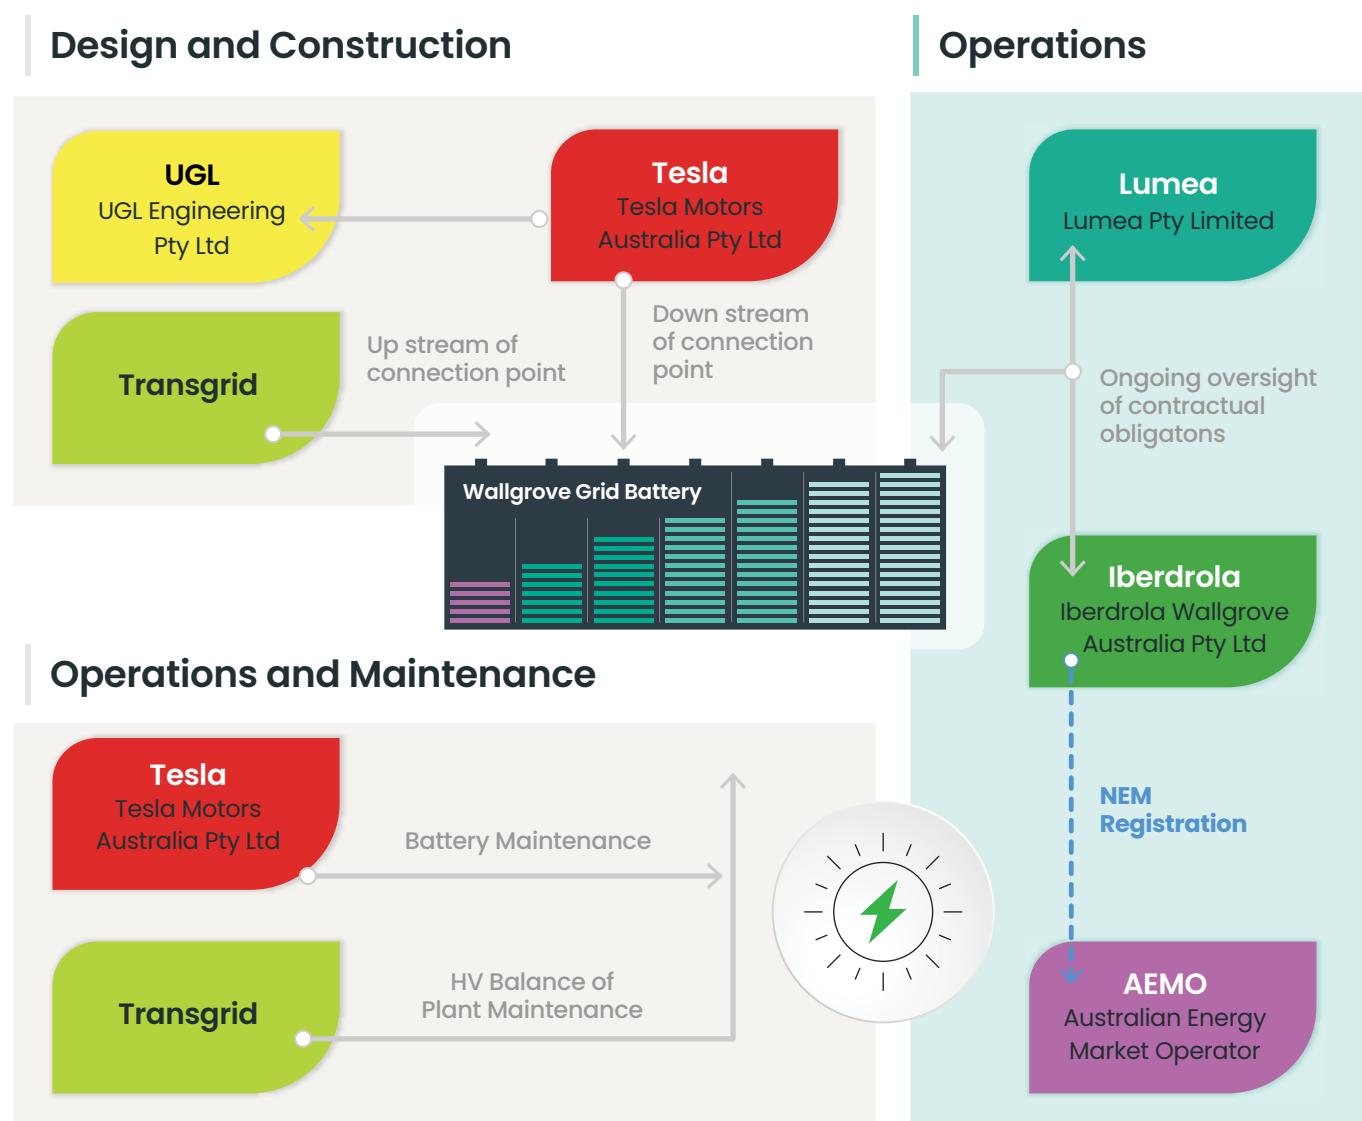 Design and Construction
UGL
UGL Engineering
Pty Ltd
Tesla
Tesla Motors
Australia Pty Ltd
Transgrid
Up stream of
connection point
Down stream
of connection
point
Wallgrove Grid Battery
Operations
Lumea
Lumea Pty Limited
Ongoing oversight
of contractual
obligatons
Iberdrola
Iberdrola Wallgrove
Australia Pty Ltd
NEM
Registration
AEMO
Australian Energy
Market Operator
Operations and Maintenance
Tesla
Tesla Motors
Australia Pty Ltd
Battery Maintenance
Transgrid
HV Balance of
Plant Maintenance